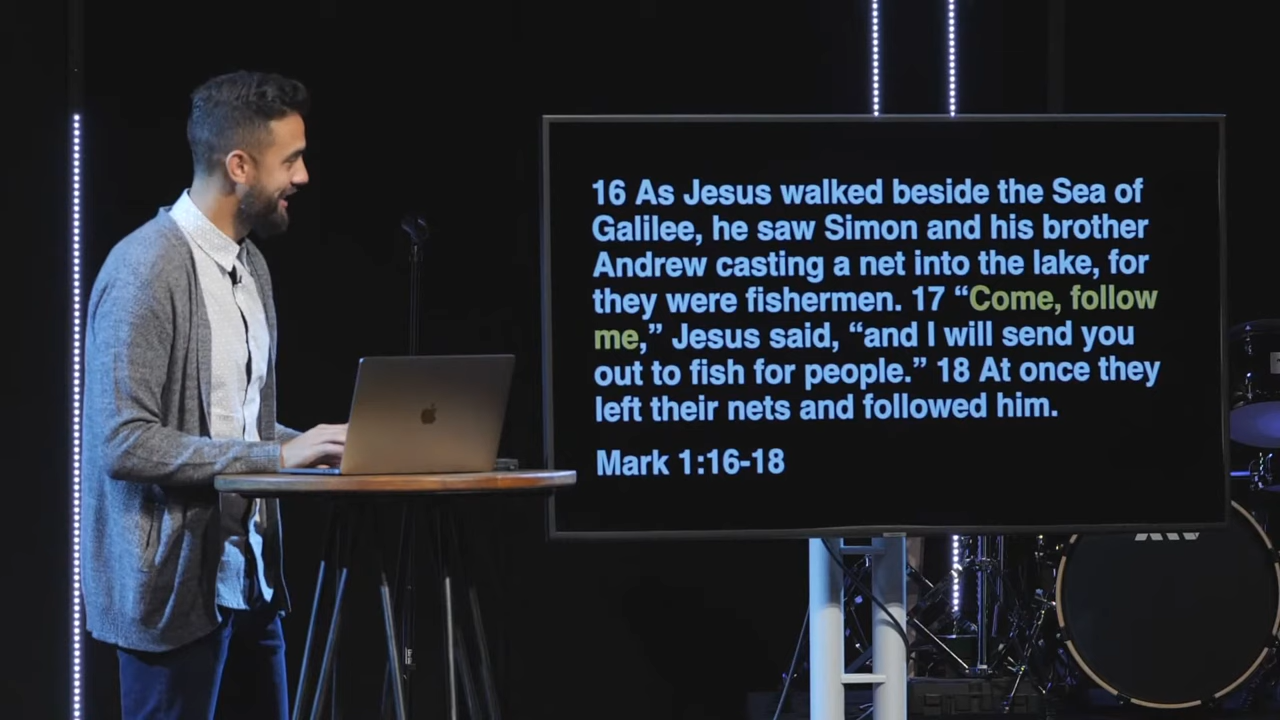 16 As Jesus walked beside the Sea of
Galilee, he saw Simon and his brother
Andrew casting a net into the lake, for
they were fishermen. 17 “Come, follow
me,” Jesus said, “and I will send you
out to fish for people.” 18 At once they
left their nets and followed him.
Mark 1:16-18